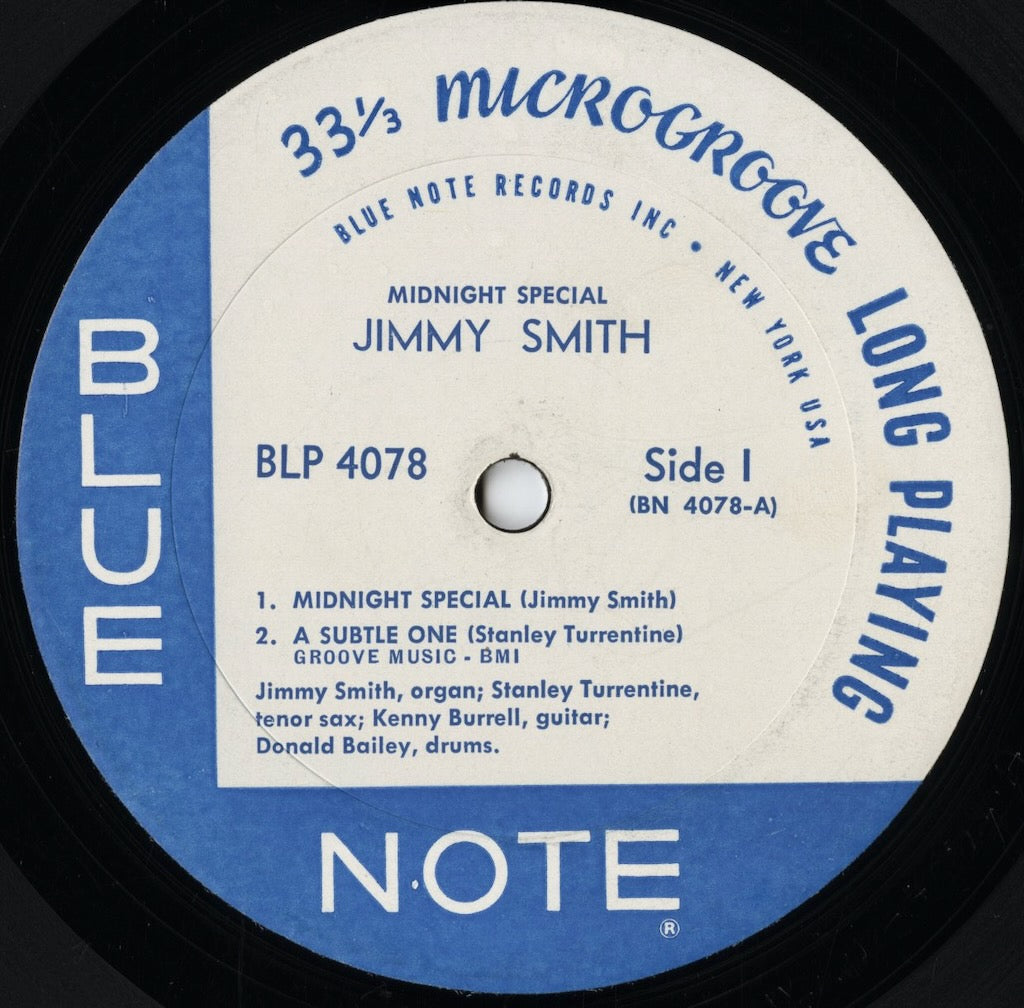 33⅓ MICROGROOVE LONG PLAYING
BLUE NOTE RECORDS INC • NEW YORK USA
MIDNIGHT SPECIAL
JIMMY SMITH
BLP 4078
Side 1
(BN 4078-A)
1. MIDNIGHT SPECIAL (Jimmy Smith)
2. A SUBTLE ONE (Stanley Turrentine)
GROOVE MUSIC - BMI
Jimmy Smith, organ; Stanley Turrentine,
tenor sax; Kenny Burrell, guitar;
Donald Bailey, drums.
BLUE
NOTE
®